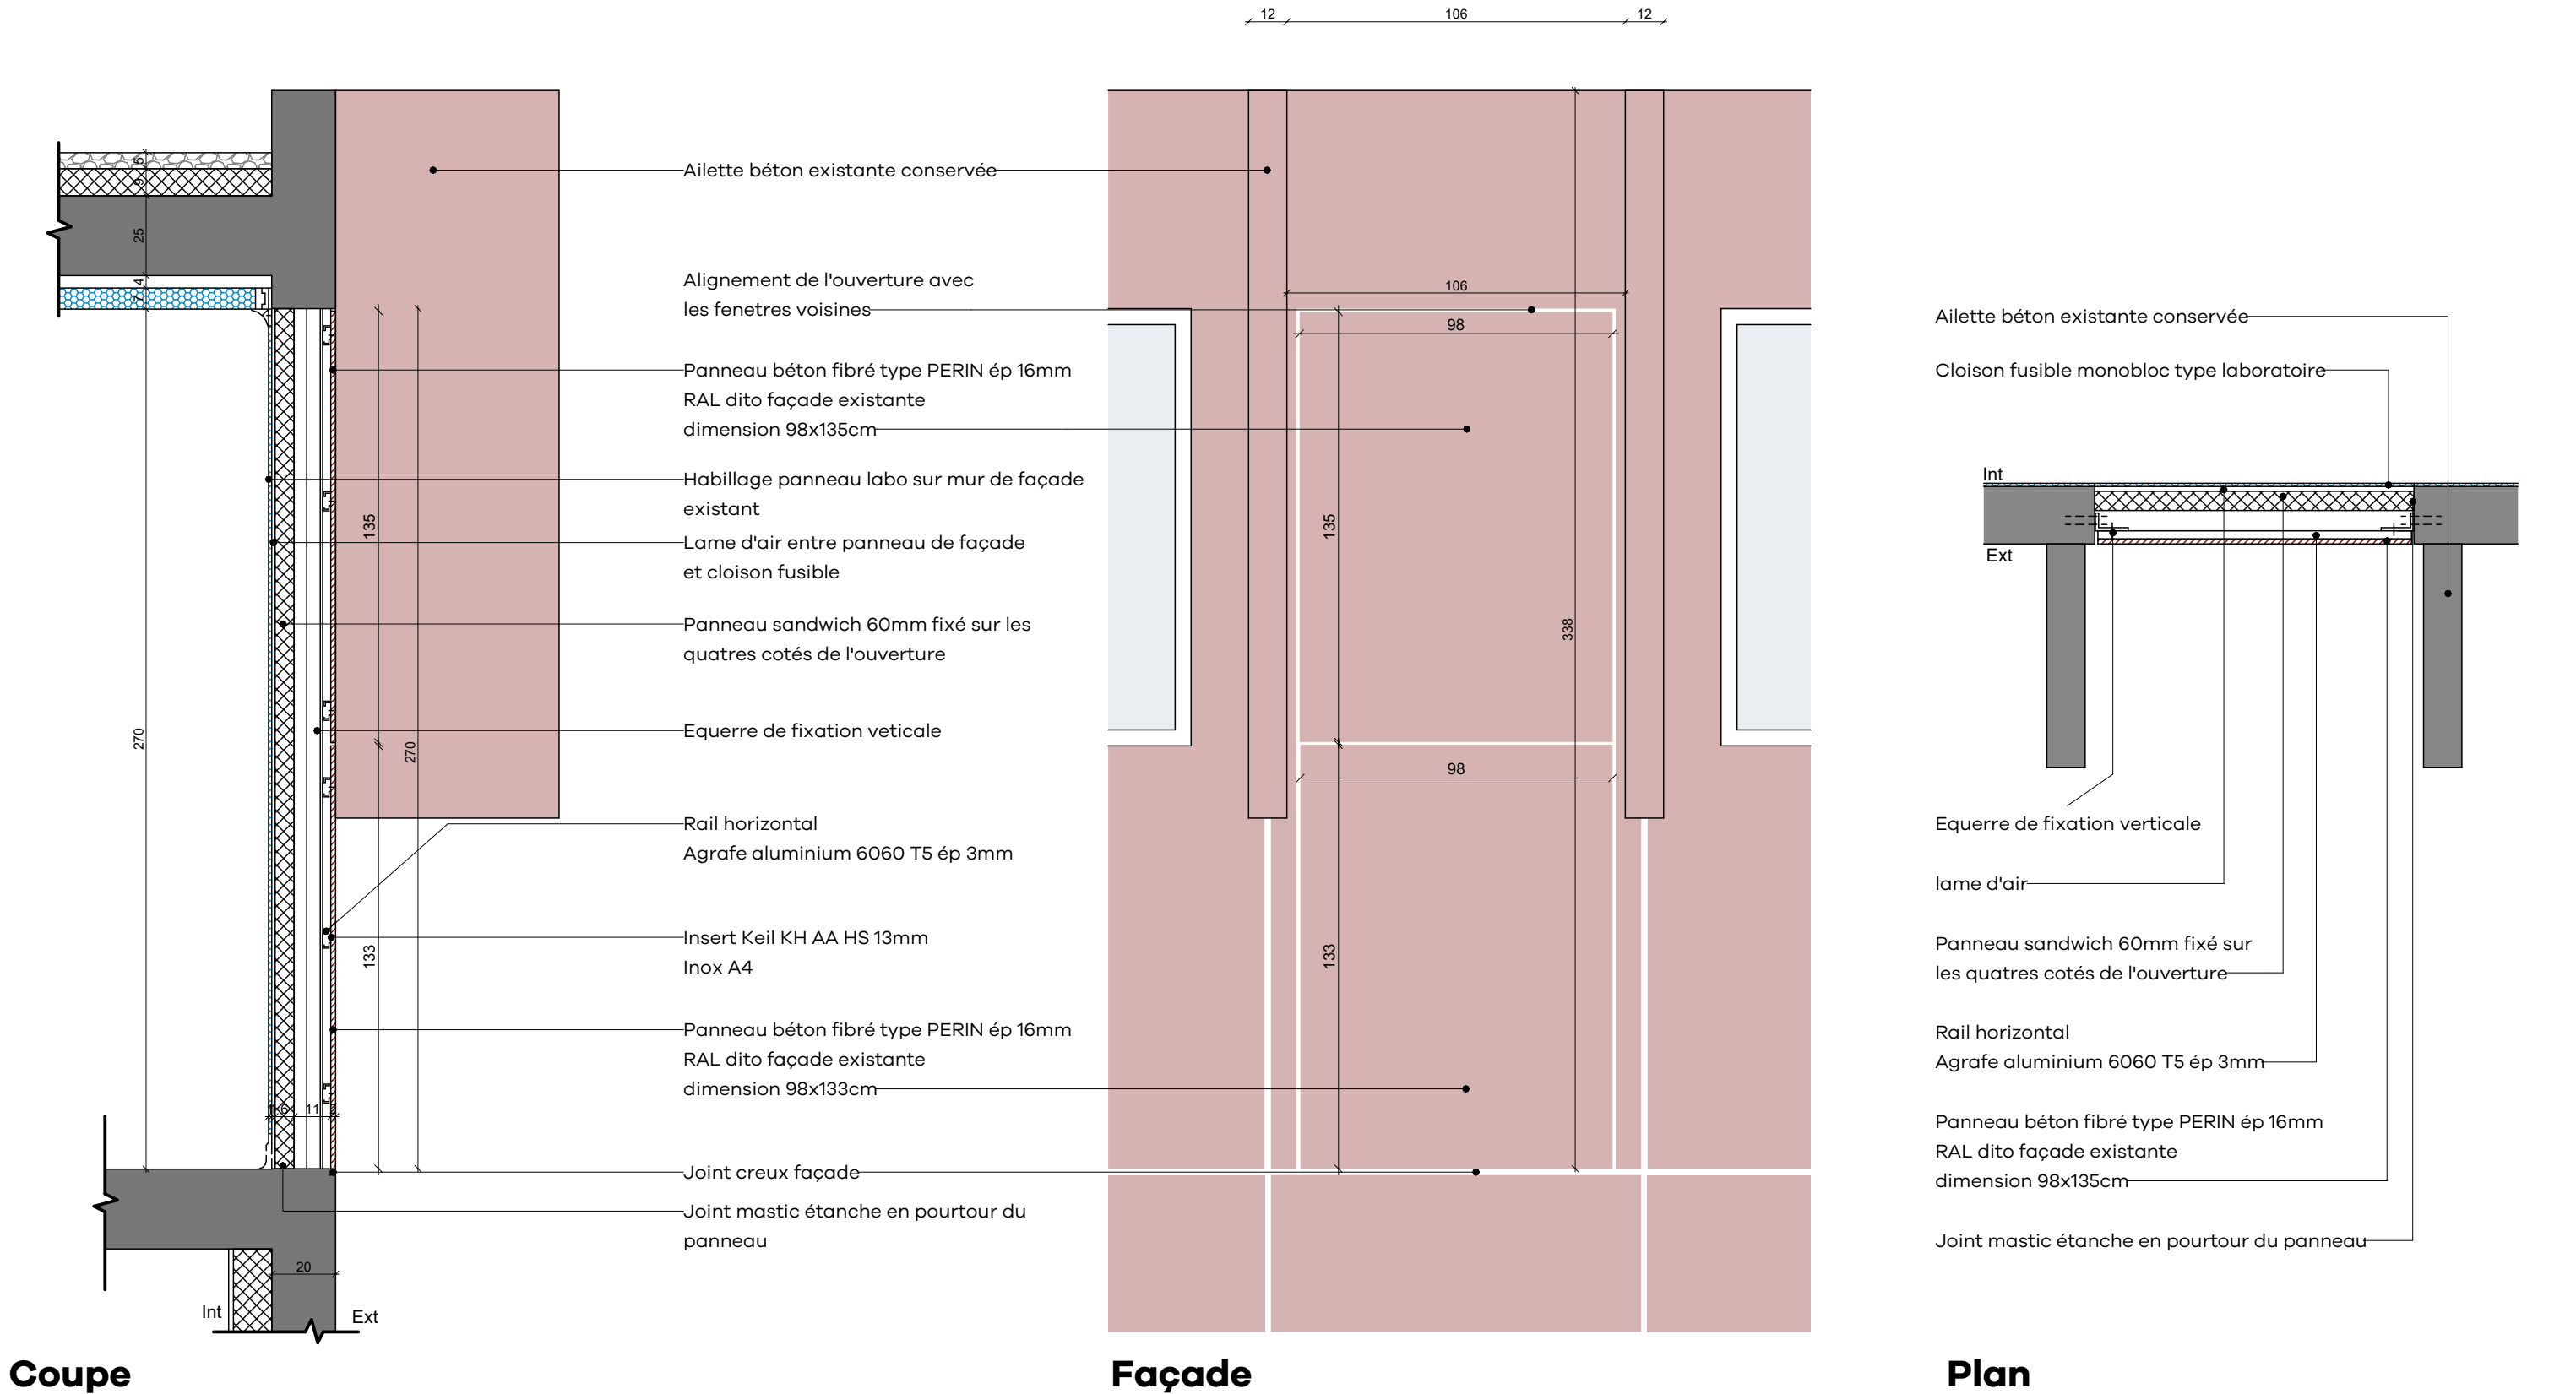 12
106
12
5
9
25
4
7
270
135
270
133
6
11
20
Int
Ext
Coupe
Ailette béton existante conservée
Alignement de l'ouverture avec
les fenetres voisines
Panneau béton fibré type PERIN ép 16mm
RAL dito façade existante
dimension 98x135cm
Habillage panneau labo sur mur de façade
existant
Lame d'air entre panneau de façade
et cloison fusible
Panneau sandwich 60mm fixé sur les
quatres cotés de l'ouverture
Equerre de fixation veticale
Rail horizontal
Agrafe aluminium 6060 T5 ép 3mm
Insert Keil KH AA HS 13mm
Inox A4
Panneau béton fibré type PERIN ép 16mm
RAL dito façade existante
dimension 98x133cm
Joint creux façade
Joint mastic étanche en pourtour du
panneau
106
98
135
338
98
133
Façade
Ailette béton existante conservée
Cloison fusible monobloc type laboratoire
Int
Ext
Equerre de fixation verticale
lame d'air
Panneau sandwich 60mm fixé sur
les quatres cotés de l'ouverture
Rail horizontal
Agrafe aluminium 6060 T5 ép 3mm
Panneau béton fibré type PERIN ép 16mm
RAL dito façade existante
dimension 98x135cm
Joint mastic étanche en pourtour du panneau
Plan